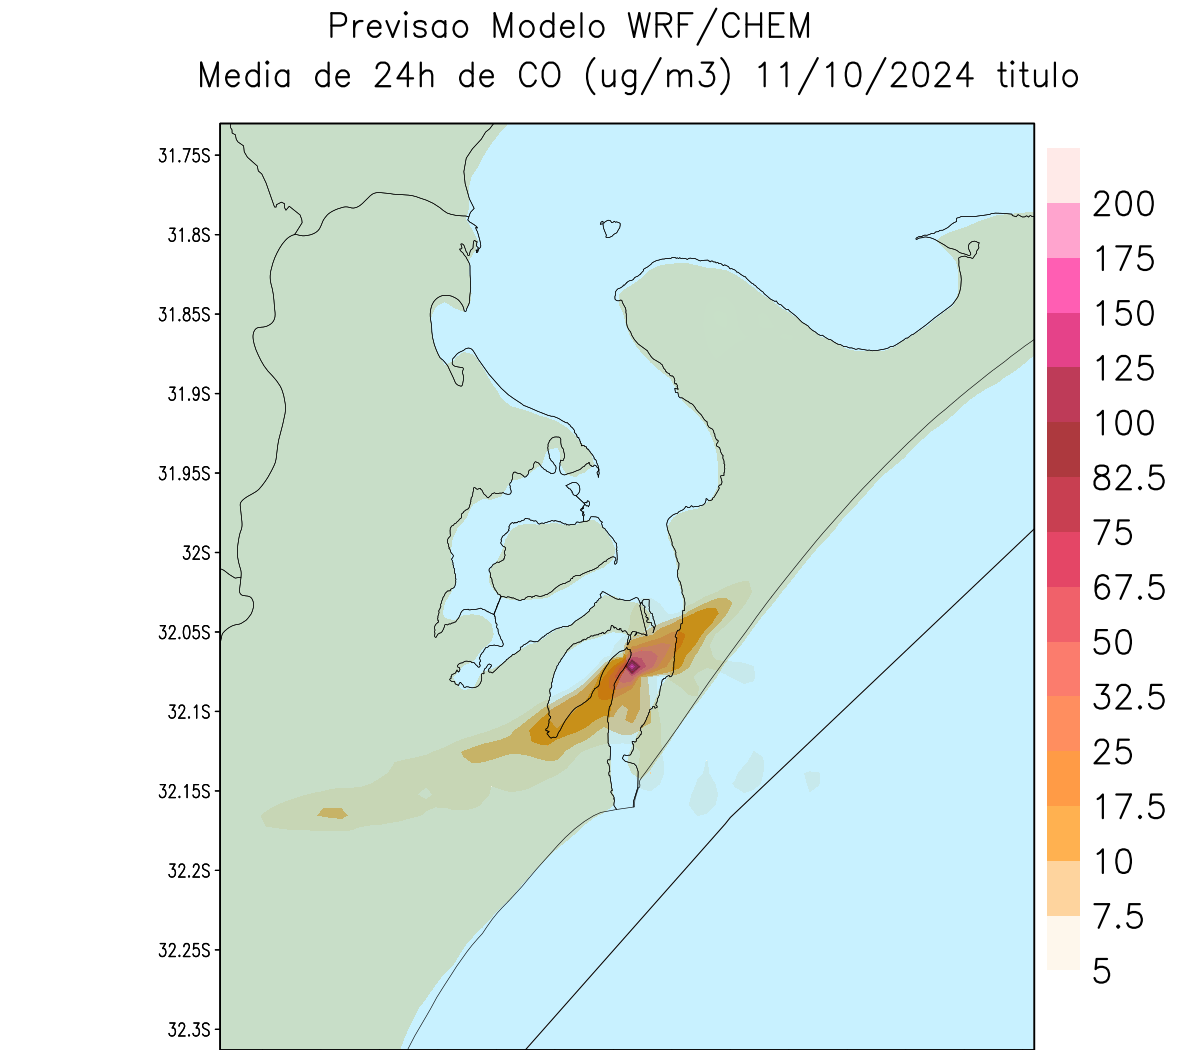 Previsao Modelo WRF/CHEM
Media de 24h de CO (ug/m3) 11/10/2024 titulo
31.75S
31.8S
31.85S
31.9S
31.95S
32S
32.05S
32.1S
32.15S
32.2S
32.25S
32.3S
200
175
150
125
100
82.5
75
67.5
50
32.5
25
17.5
10
7.5
5